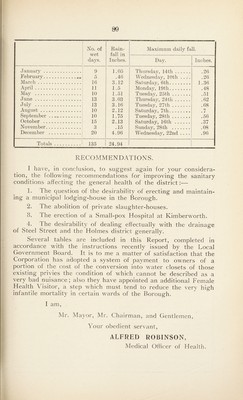 90
No. of wet days. Rain-fall in Inches. Maximum daily fall.
Day. Inches.
January 9 1.05 Thursday, 14th .26
February 5 .40 Wednesday, 10th .20
March 16 3.12 Saturday, 6th 1.36
April 11 1.5 Monday, 19th .48
May 10 1.51 Tuesday, 25th .51
June 13 2.03 Thursday, 24th .62
July 13 3.16 Tuesday, 27th .68
August 10 2.12 Saturday, 7th .7
September 10 1.75 Tuesday, 28th .56
October 15 2.13 Saturday, 16th .57
November 3 .15 Sunday, 28th .08
December 20 4.06 Wednesday, 22nd .96
Totals 135 24.94
RECOMMENDATIONS.
I have, in conclusion, to suggest again for your considera-
tion, the following recommendations for improving the sanitary
conditions affecting the general health of the district:—
1. The question of the desirability of erecting and maintain-
ing a municipal lodging-house in the Borough.
2. The abolition of private slaughter-houses.
3. The erection of a Small-pox Hospital at Kimberworth.
4. The desirability of dealing effectually with the drainage
of Steel Street and the Holmes district generally.
Several tables are included in this Report, completed in
accordance with the instructions recently issued by the Local
Government Board. It is to me a matter of satisfaction that the
Corporation has adopted a system of payment to owners of a
portion of the cost of the conversion into water closets of those
existing privies the condition of which cannot be described as a
very bad nuisance; also they have appointed an additional Female
Health Visitor, a step which must tend to reduce the very high
infantile mortality in certain wards of the Borough.
I am,
Mr. Mayor, Mr. Chairman, and Gentlemen,
Your obedient servant,
ALFRED ROBINSON,
Medical Officer of Health.